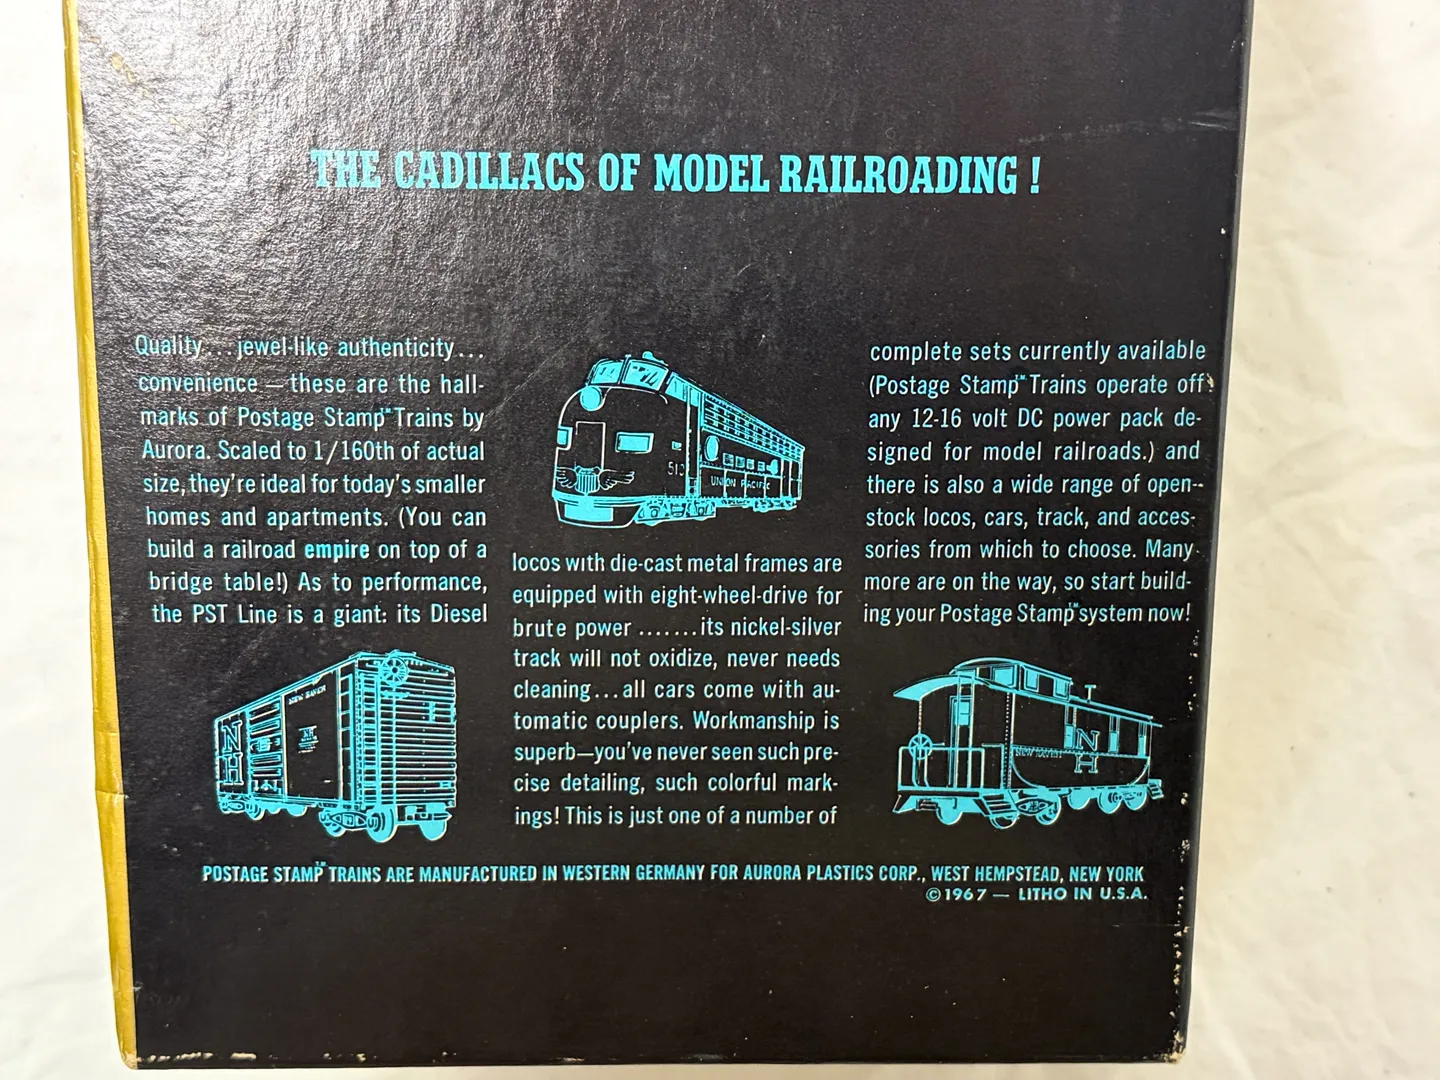 THE CADILLACS OF MODEL RAILROADING !
Quality...jewel-like authenticity...
convenience — these are the hall-
marks of Postage Stamp™ Trains by
Aurora. Scaled to 1/160th of actual
size, they're ideal for today's smaller
homes and apartments. (You can
build a railroad empire on top of a
bridge table!) As to performance,
the PST Line is a giant: its Diesel
NEW HAVEN
N
H
NH
510
UNION PACIFIC
locos with die-cast metal frames are
equipped with eight-wheel-drive for
brute power .......its nickel-silver
track will not oxidize, never needs
cleaning...all cars come with au-
tomatic couplers. Workmanship is
superb—you've never seen such pre-
cise detailing, such colorful mark-
ings! This is just one of a number of
complete sets currently available
(Postage Stamp™ Trains operate off
any 12-16 volt DC power pack de-
signed for model railroads.) and
there is also a wide range of open-
stock locos, cars, track, and acces-
sories from which to choose. Many
more are on the way, so start build-
ing your Postage Stamp™ system now!
NEW HAVEN
N
H
POSTAGE STAMP™ TRAINS ARE MANUFACTURED IN WESTERN GERMANY FOR AURORA PLASTICS CORP., WEST HEMPSTEAD, NEW YORK
©1967 — LITHO IN U.S.A.